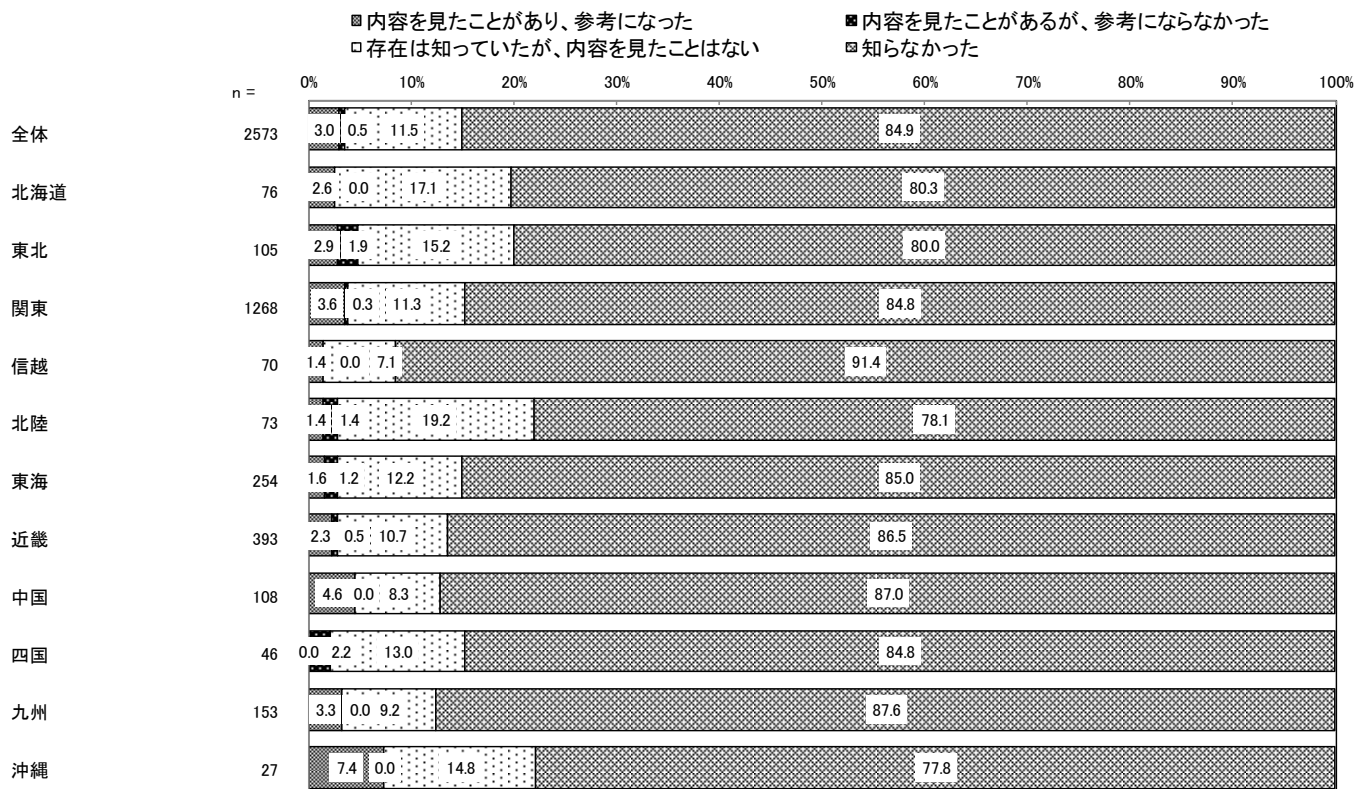 内容を見たことがあり、参考になった 内容を見たことがあるが、参考にならなかった
存在は知っていたが、内容を見たことはない 知らなかった
0% 10% 20% 30% 40% 50% 60% 70% 80% 90% 100%
n =
全体 2573 3.0 0.5 11.5 84.9
北海道 76 2.6 0.0 17.1 80.3
東北 105 2.9 1.9 15.2 80.0
関東 1268 3.6 0.3 11.3 84.8
信越 70 1.4 0.0 7.1 91.4
北陸 73 1.4 1.4 19.2 78.1
東海 254 1.6 1.2 12.2 85.0
近畿 393 2.3 0.5 10.7 86.5
中国 108 4.6 0.0 8.3 87.0
四国 46 0.0 2.2 13.0 84.8
九州 153 3.3 0.0 9.2 87.6
沖縄 27 7.4 0.0 14.8 77.8